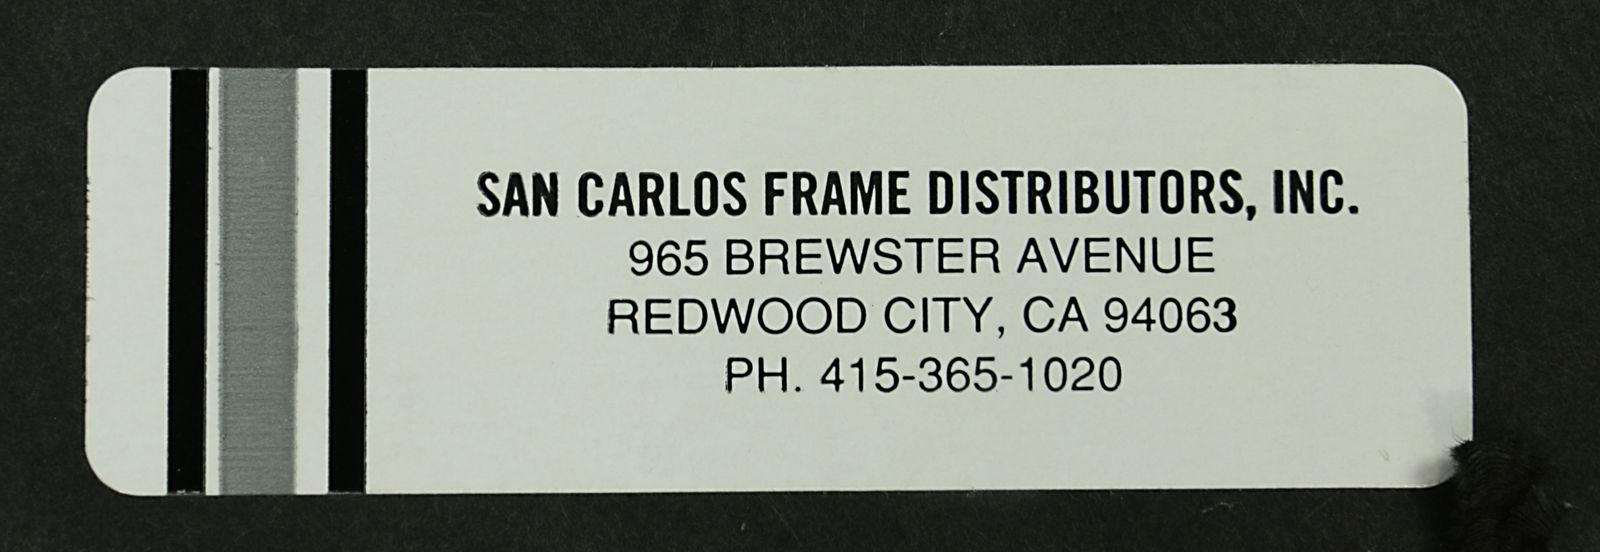 SAN CARLOS FRAME DISTRIBUTORS, INC.
965 BREWSTER AVENUE
REDWOOD CITY, CA 94063
PH. 415-365-1020